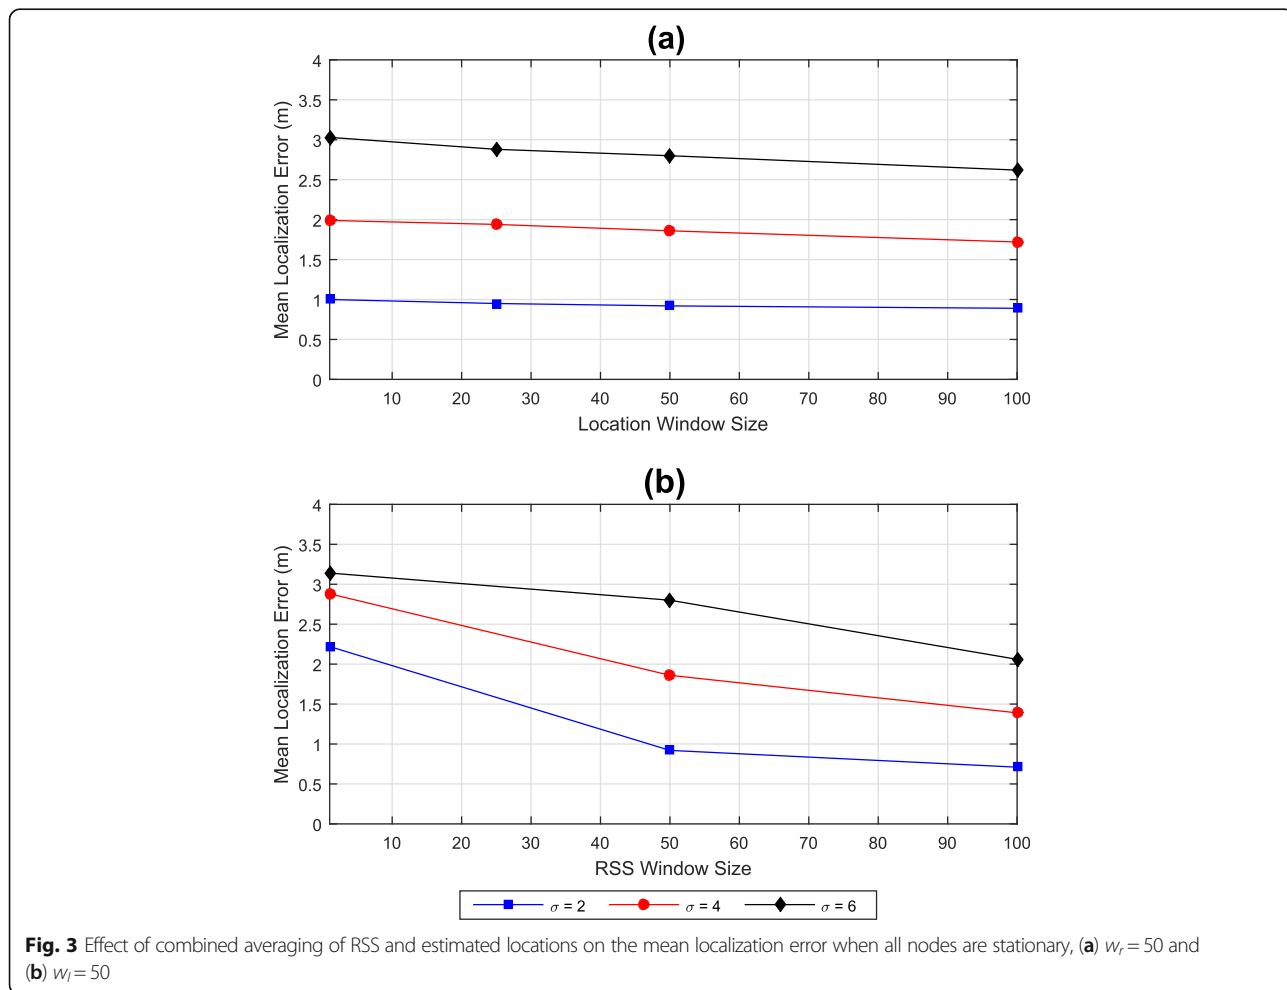 (a)
4
3.5
3
2.5
2
1.5
1
0.5
0
Mean Localization Error (m)
10 20 30 40 50 60 70 80 90 100
Location Window Size
(b)
4
3.5
3
2.5
2
1.5
1
0.5
0
Mean Localization Error (m)
10 20 30 40 50 60 70 80 90 100
RSS Window Size
σ = 2 σ = 4 σ = 6
Fig. 3 Effect of combined averaging of RSS and estimated locations on the mean localization error when all nodes are stationary, (a) wr = 50 and
(b) wl = 50